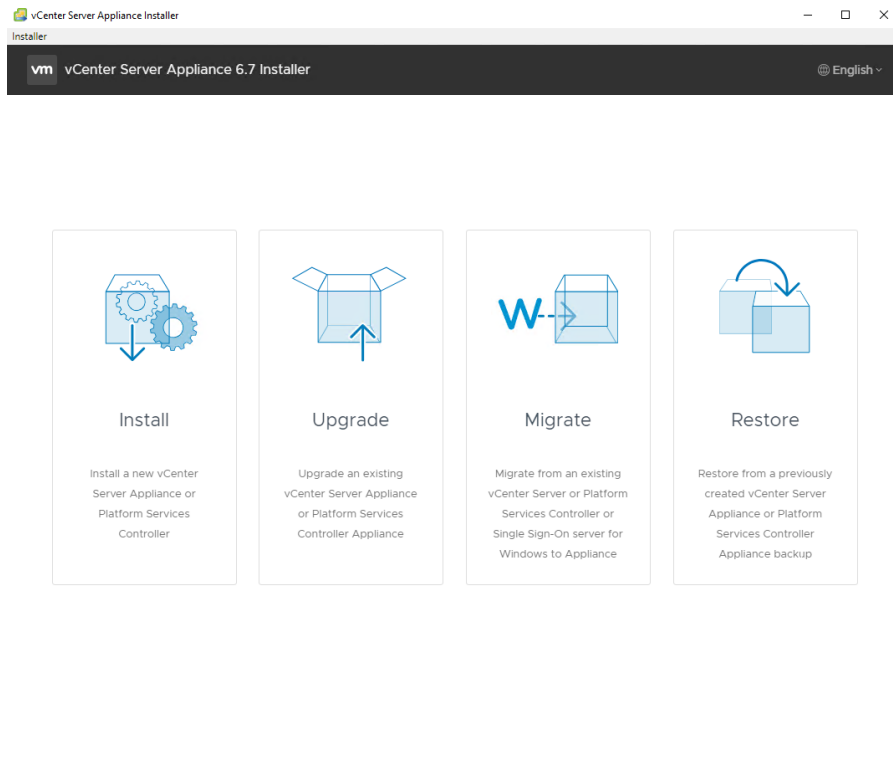 vCenter Server Appliance Installer
Installer
vm vCenter Server Appliance 6.7 Installer
English
Install
Install a new vCenter
Server Appliance or
Platform Services
Controller
Upgrade
Upgrade an existing
vCenter Server Appliance
or Platform Services
Controller Appliance
W
Migrate
Migrate from an existing
vCenter Server or Platform
Services Controller or
Single Sign-On server for
Windows to Appliance
Restore
Restore from a previously
created vCenter Server
Appliance or Platform
Services Controller
Appliance backup